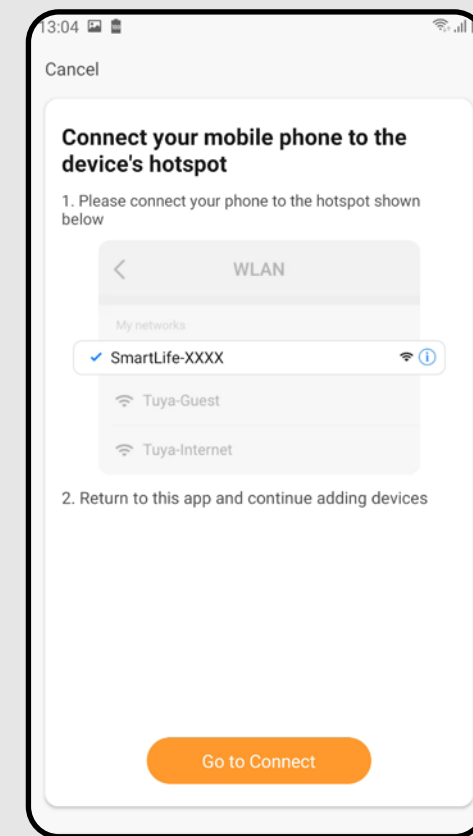 13:04
Cancel
Connect your mobile phone to the
device's hotspot
1. Please connect your phone to the hotspot shown
below
WLAN
My networks
SmartLife-XXXX
Tuya-Guest
Tuya-Internet
2. Return to this app and continue adding devices
Go to Connect